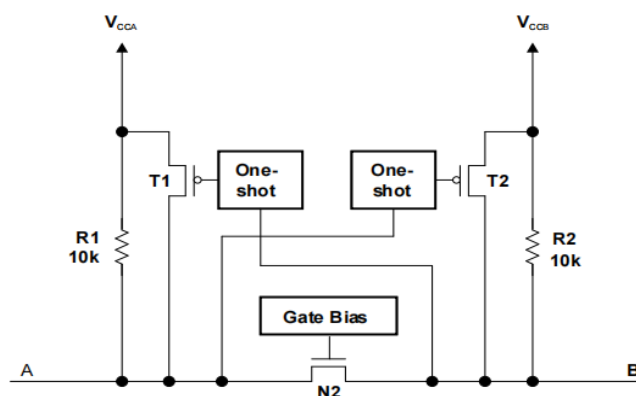 VCCA
VCCB
One-shot
One-shot
T1
T2
R1
10k
R2
10k
Gate Bias
A
B
N2